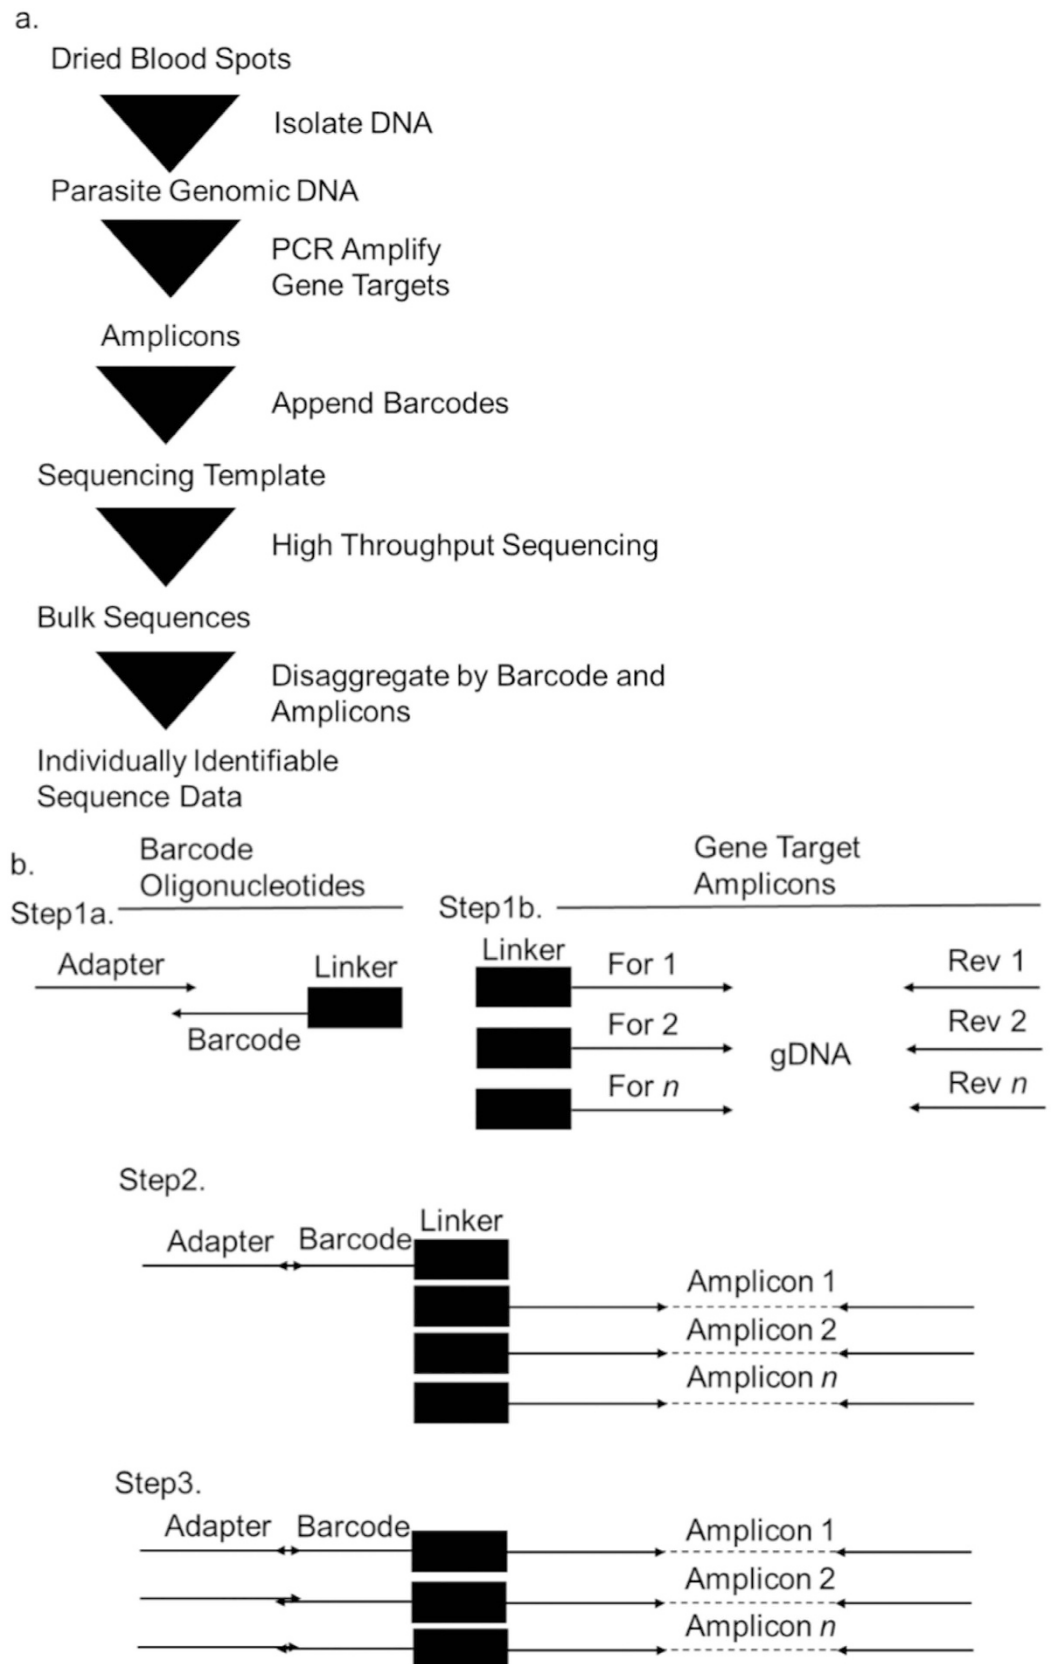 a.
Dried Blood Spots
Isolate DNA
Parasite Genomic DNA
PCR Amplify
Gene Targets
Amplicons
Append Barcodes
Sequencing Template
High Throughput Sequencing
Bulk Sequences
Disaggregate by Barcode and
Amplicons
Individually Identifiable
Sequence Data
b.
Barcode
Oligonucleotides
Step1a.
Adapter
Linker
Barcode
Gene Target
Amplicons
Step1b.
Linker
For 1
Rev 1
For 2
Rev 2
gDNA
For n
Rev n
Step2.
Adapter
Barcode
Linker
Amplicon 1
Amplicon 2
Amplicon n
Step3.
Adapter
Barcode
Amplicon 1
Amplicon 2
Amplicon n